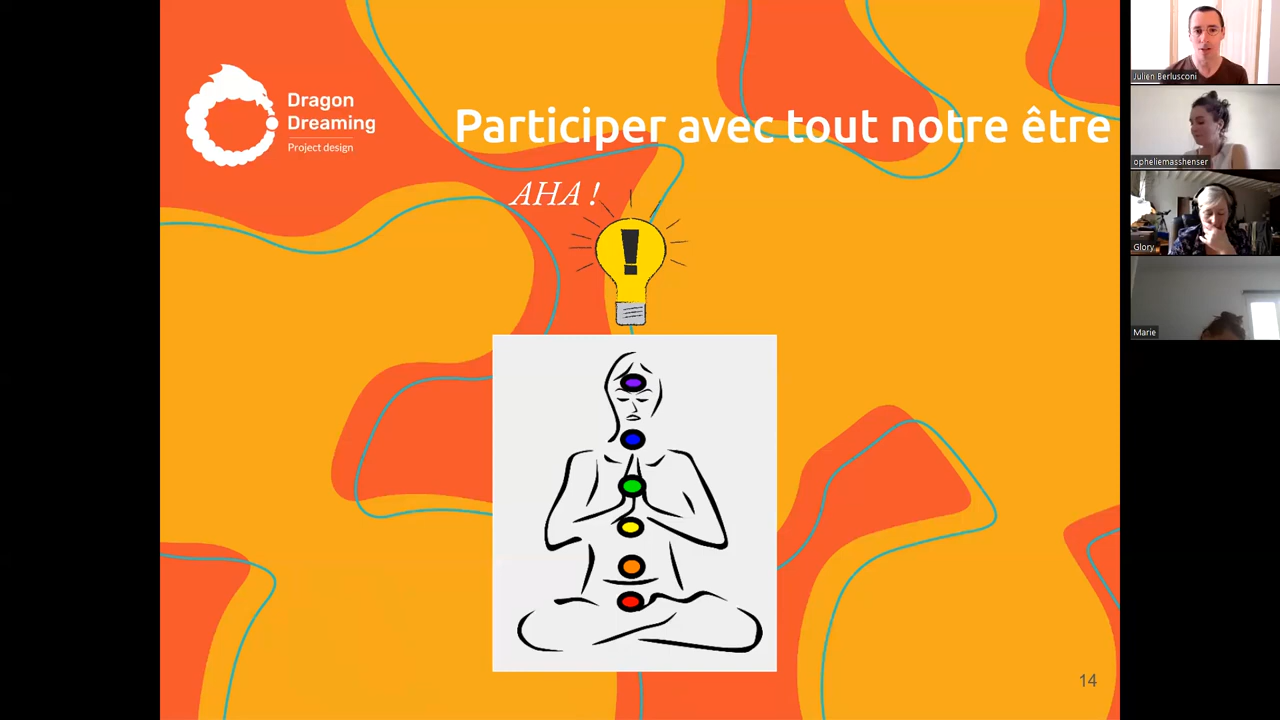 Dragon
Dreaming
Project design
Participer avec tout notre être
AHA !
!
14
Julien Berlusconi
opheliemasshenser
Glory
Marie